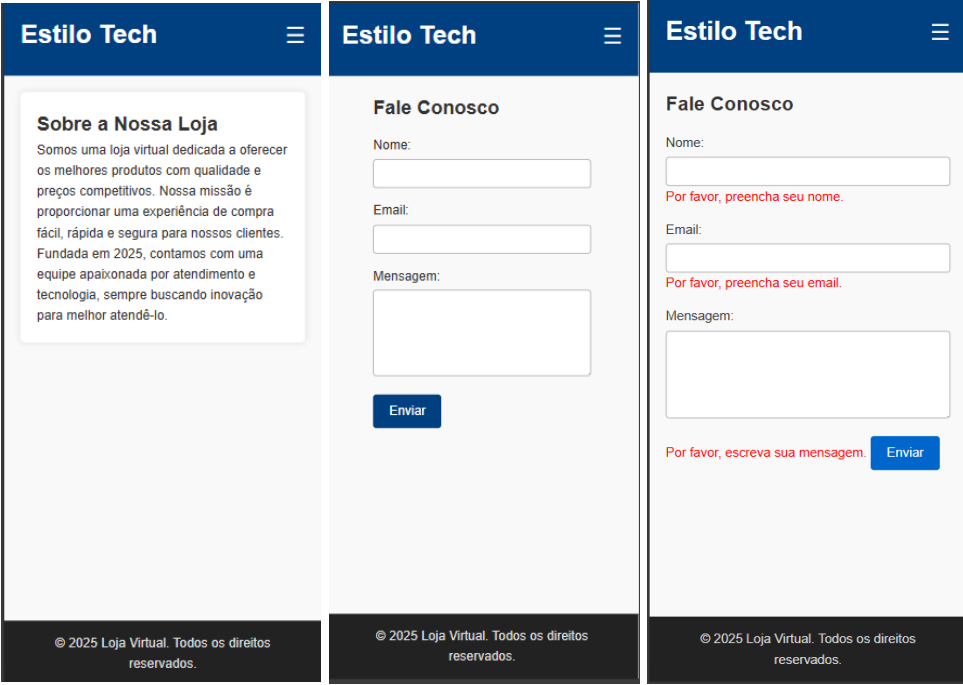 Estilo Tech
☰
Sobre a Nossa Loja
Somos uma loja virtual dedicada a oferecer
os melhores produtos com qualidade e
preços competitivos. Nossa missão é
proporcionar uma experiência de compra
fácil, rápida e segura para nossos clientes.
Fundada em 2025, contamos com uma
equipe apaixonada por atendimento e
tecnologia, sempre buscando inovação
para melhor atendê-lo.
© 2025 Loja Virtual. Todos os direitos
reservados.
Estilo Tech
☰
Fale Conosco
Nome:
Email:
Mensagem:
Enviar
© 2025 Loja Virtual. Todos os direitos
reservados.
Estilo Tech
☰
Fale Conosco
Nome:
Por favor, preencha seu nome.
Email:
Por favor, preencha seu email.
Mensagem:
Por favor, escreva sua mensagem. Enviar
© 2025 Loja Virtual. Todos os direitos
reservados.